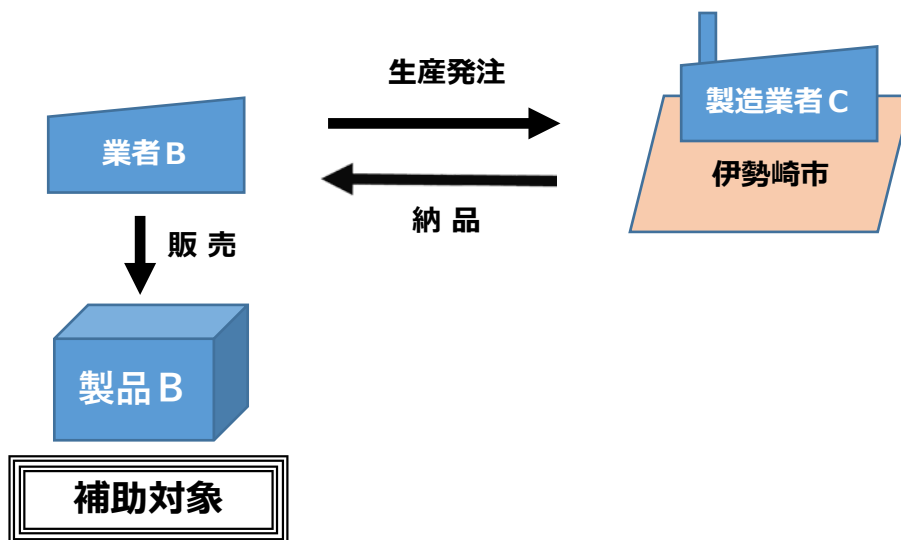 生産発注
製造業者Ｃ
業者Ｂ
伊勢崎市
納 品
販 売
製品Ｂ
補助対象